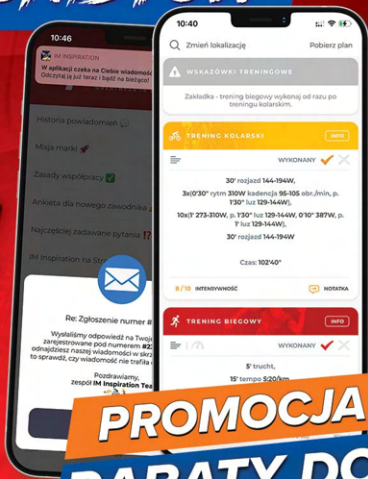 10:46
IM INSPIRATION
W aplikacji czeka na Ciebie wiadomość
Odczytaj ją już teraz i bądź na bieżąco!
Historia powiadomień
Misja marki
Zasady współpracy
Ankieta dla nowego zawodnika
Najczęściej zadawane pytania
IM Inspiration na
Re: Zgłoszenie numer #
Wysłaliśmy odpowiedź na
zarejestrowane pod numerem
odnajdziesz naszej wiadomości w
to sprawdź, czy wiadomość nie trafiła
Pozdrawiamy,
zespół IM Inspiration
10:40
Zmień lokalizację
Pobierz plan
WSKAZÓWKI TRENINGOWE
Zakładka - trening biegowy wykonaj od razu po
treningu kolarskim.
TRENING KOLARSKI
INFO
WYKONANY
30' rozjazd 144-194W,
3x(0'30" rytm 310W kadencja 95-105 obr./min, p.
1'30" luz 129-144W),
10x(1' 273-310W, p. 1'30" luz 129-144W, 0'10" 387W, p.
1' luz 129-144W),
30' rozjazd 144-194W
Czas: 102'40"
8/10 INTENSYWNOŚĆ
NOTATKA
TRENING BIEGOWY
INFO
WYKONANY
5' trucht,
15' tempo 5:20/km
PROMOCJA
RABATY DO